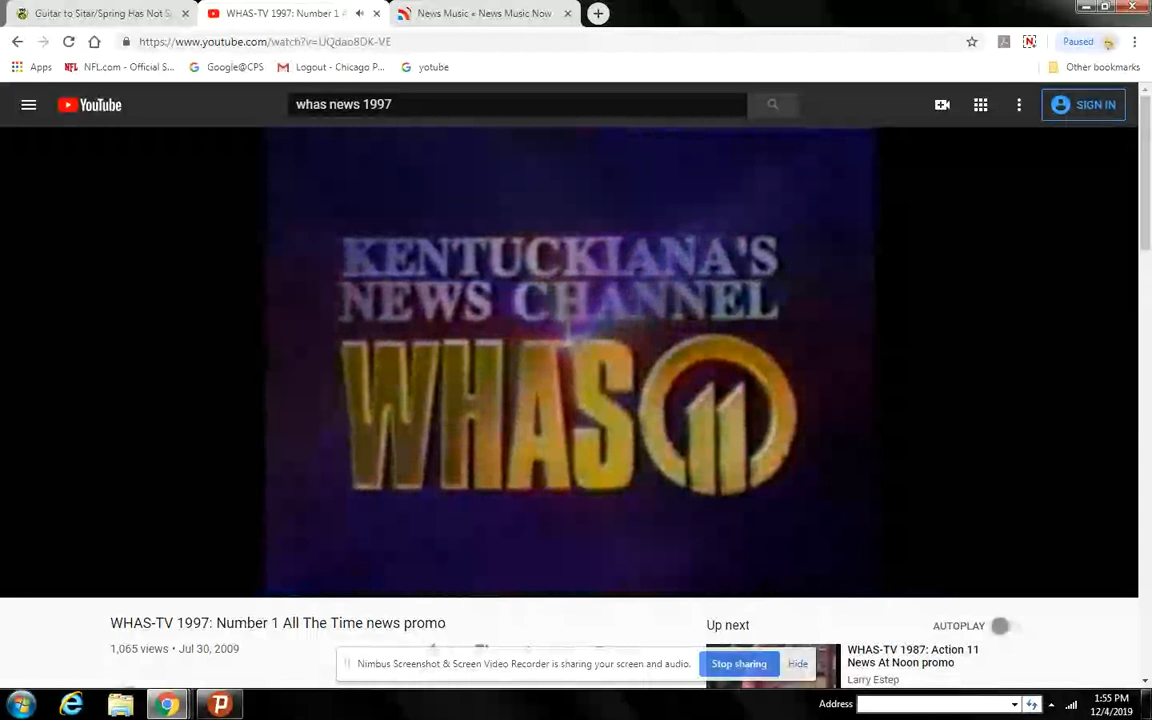 Guitar to Sitar/Spring Has Not S
WHAS-TV 1997: Number 1 A
News Music « News Music Now
https://www.youtube.com/watch?v=UQdao8DK-VE
Paused
Apps
NFL.com - Official S...
Google@CPS
Logout - Chicago P...
yotube
Other bookmarks
YouTube
whas news 1997
SIGN IN
KENTUCKIANA'S
NEWS CHANNEL
WHAS 11
WHAS-TV 1997: Number 1 All The Time news promo
1,065 views • Jul 30, 2009
Up next
AUTOPLAY
WHAS-TV 1987: Action 11
News At Noon promo
Larry Estep
Nimbus Screenshot & Screen Video Recorder is sharing your screen and audio.
Stop sharing
Hide
Address
1:55 PM
12/4/2019